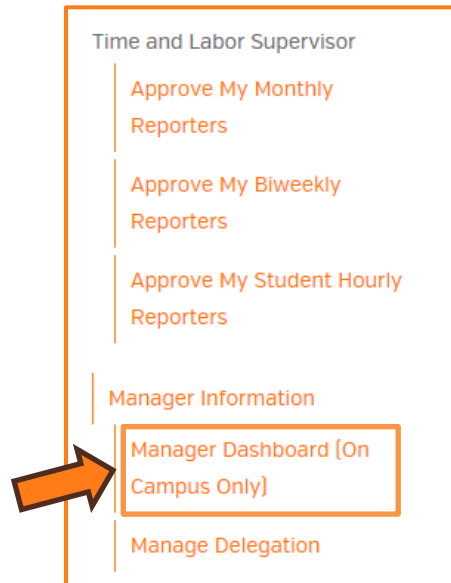 Time and Labor Supervisor
Approve My Monthly
Reporters
Approve My Biweekly
Reporters
Approve My Student Hourly
Reporters
Manager Information
Manager Dashboard (On
Campus Only)
Manage Delegation